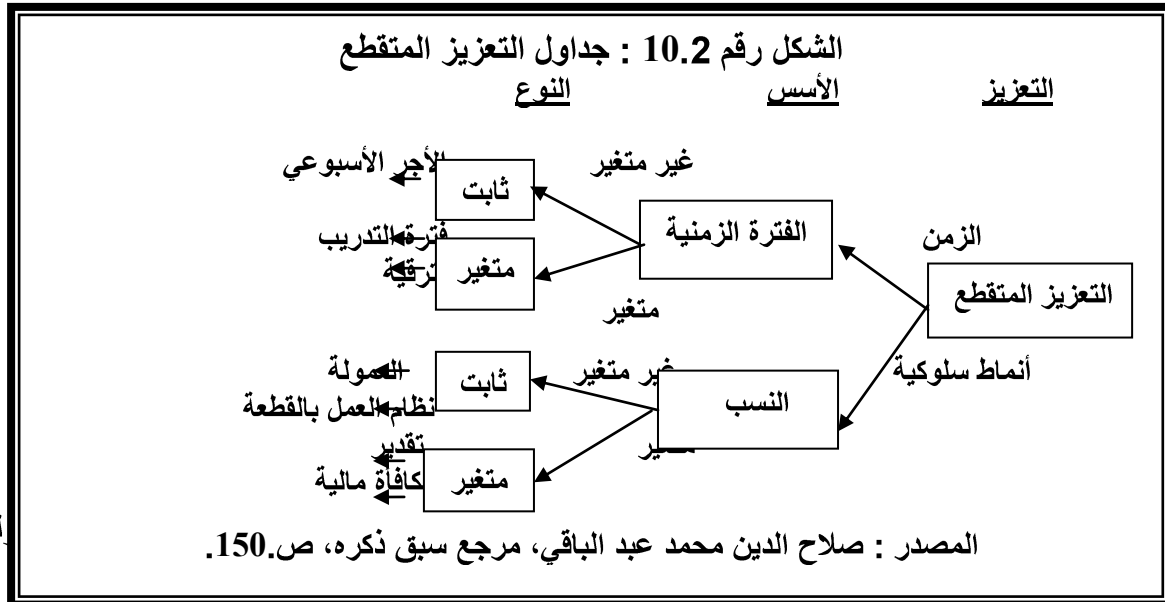 الشكل رقم 10.2 : جداول التعزيز المتقطع
التعزيز الأسس النوع
غير متغير الأجر الأسبوعي
ثابت
الزمن الفترة الزمنية فترة التدريب
متغير ترقية
التعزيز المتقطع
متغير
أنماط سلوكية غير متغير ثابت العمولة
النسب نظام العمل بالقطعة
متغير تقدير
متغير كافأة مالية
المصدر : صلاح الدين محمد عبد الباقي، مرجع سبق ذكره، ص.150.